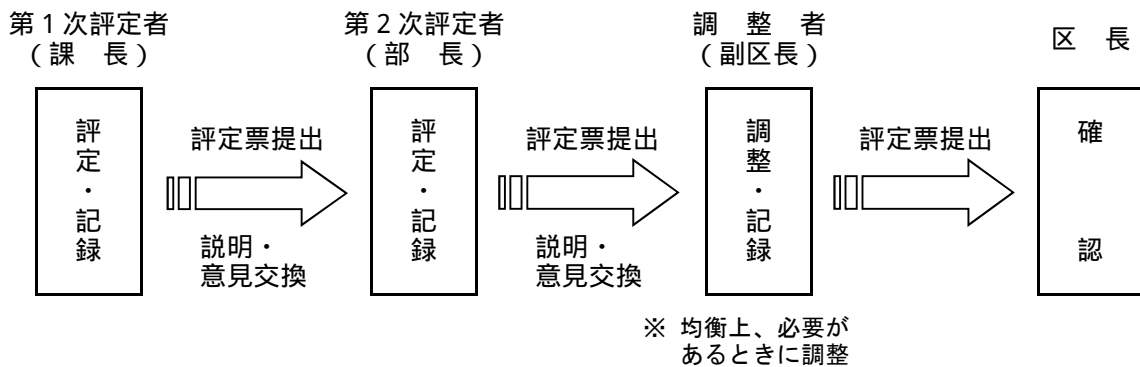 第１次評定者
（課　長）
評定・記録
評定票提出
説明・
意見交換
第２次評定者
（部　長）
評定・記録
評定票提出
説明・
意見交換
調　整　者
（副区長）
調整・記録
※ 均衡上、必要が
あるときに調整
評定票提出
区　長
確　認